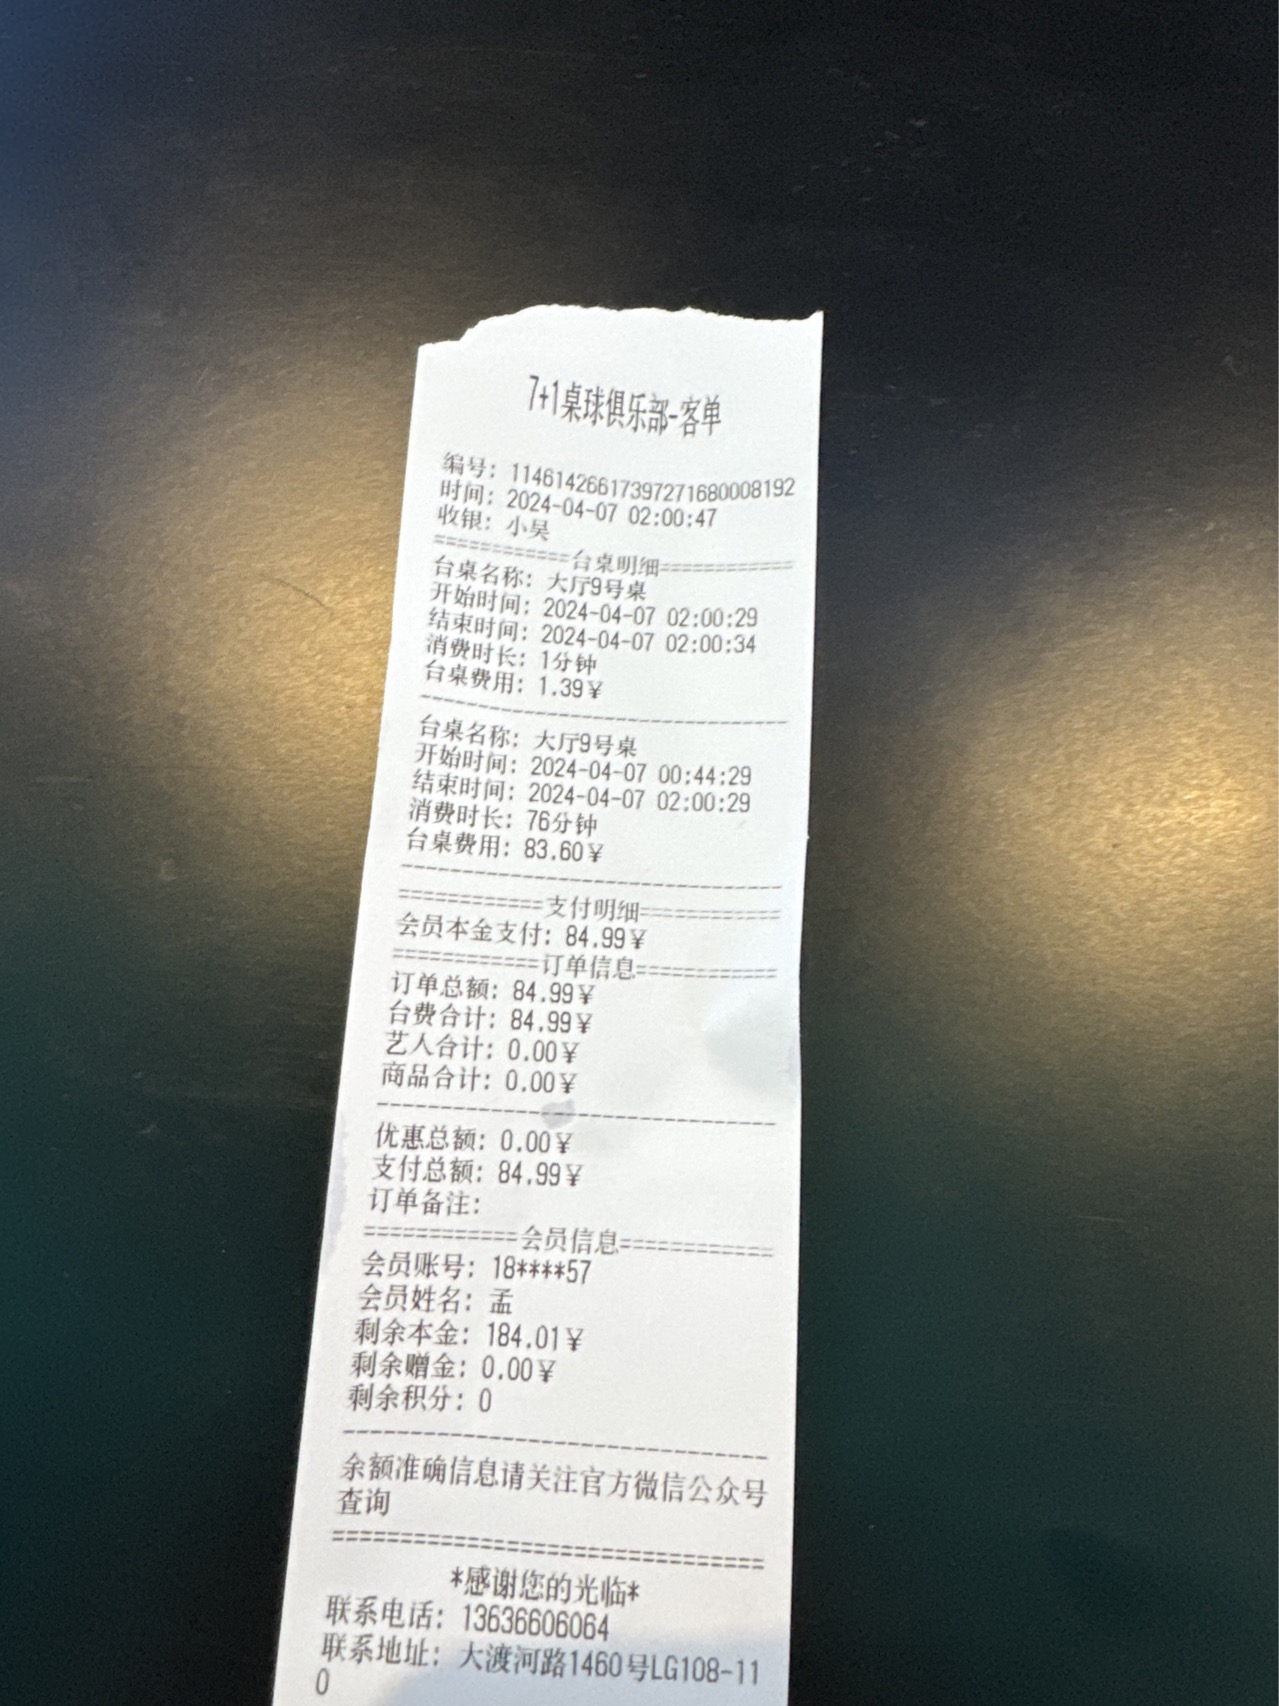 7+1桌球俱乐部-客单
编号: 11461426617397271680008192
时间: 2024-04-07 02:00:47
收银: 小吴
============台桌明细============
台桌名称: 大厅9号桌
开始时间: 2024-04-07 02:00:29
结束时间: 2024-04-07 02:00:34
消费时长: 1分钟
台桌费用: 1.39¥
--------------------------------
台桌名称: 大厅9号桌
开始时间: 2024-04-07 00:44:29
结束时间: 2024-04-07 02:00:29
消费时长: 76分钟
台桌费用: 83.60¥
--------------------------------
============支付明细============
会员本金支付: 84.99¥
============订单信息============
订单总额: 84.99¥
台费合计: 84.99¥
艺人合计: 0.00¥
商品合计: 0.00¥
--------------------------------
优惠总额: 0.00¥
支付总额: 84.99¥
订单备注:
============会员信息============
会员账号: 18****57
会员姓名: 孟
剩余本金: 184.01¥
剩余赠金: 0.00¥
剩余积分: 0
--------------------------------
余额准确信息请关注官方微信公众号
查询
================================
*感谢您的光临*
联系电话: 13636606064
联系地址: 大渡河路1460号LG108-11
0